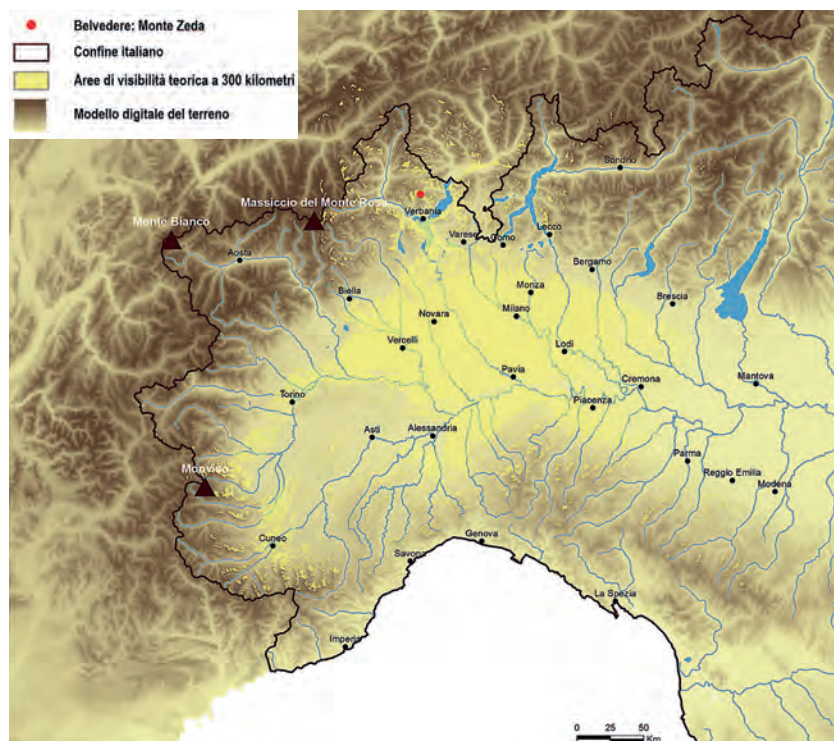 Belvedere: Monte Zeda
Confine italiano
Aree di visibilità teorica a 300 kilometri
Modello digitale del terreno
Sondrio
Massiccio del Monte Rosa
Verbania
Monte Bianco
Varese
Como
Lecco
Aosta
Bergamo
Biella
Monza
Brescia
Novara
Milano
Vercelli
Lodi
Pavia
Cremona
Mantova
Torino
Piacenza
Asti
Alessandria
Parma
Monviso
Reggio Emilia
Modena
Cuneo
Genova
Savona
La Spezia
Imperia
0 25 50
Km